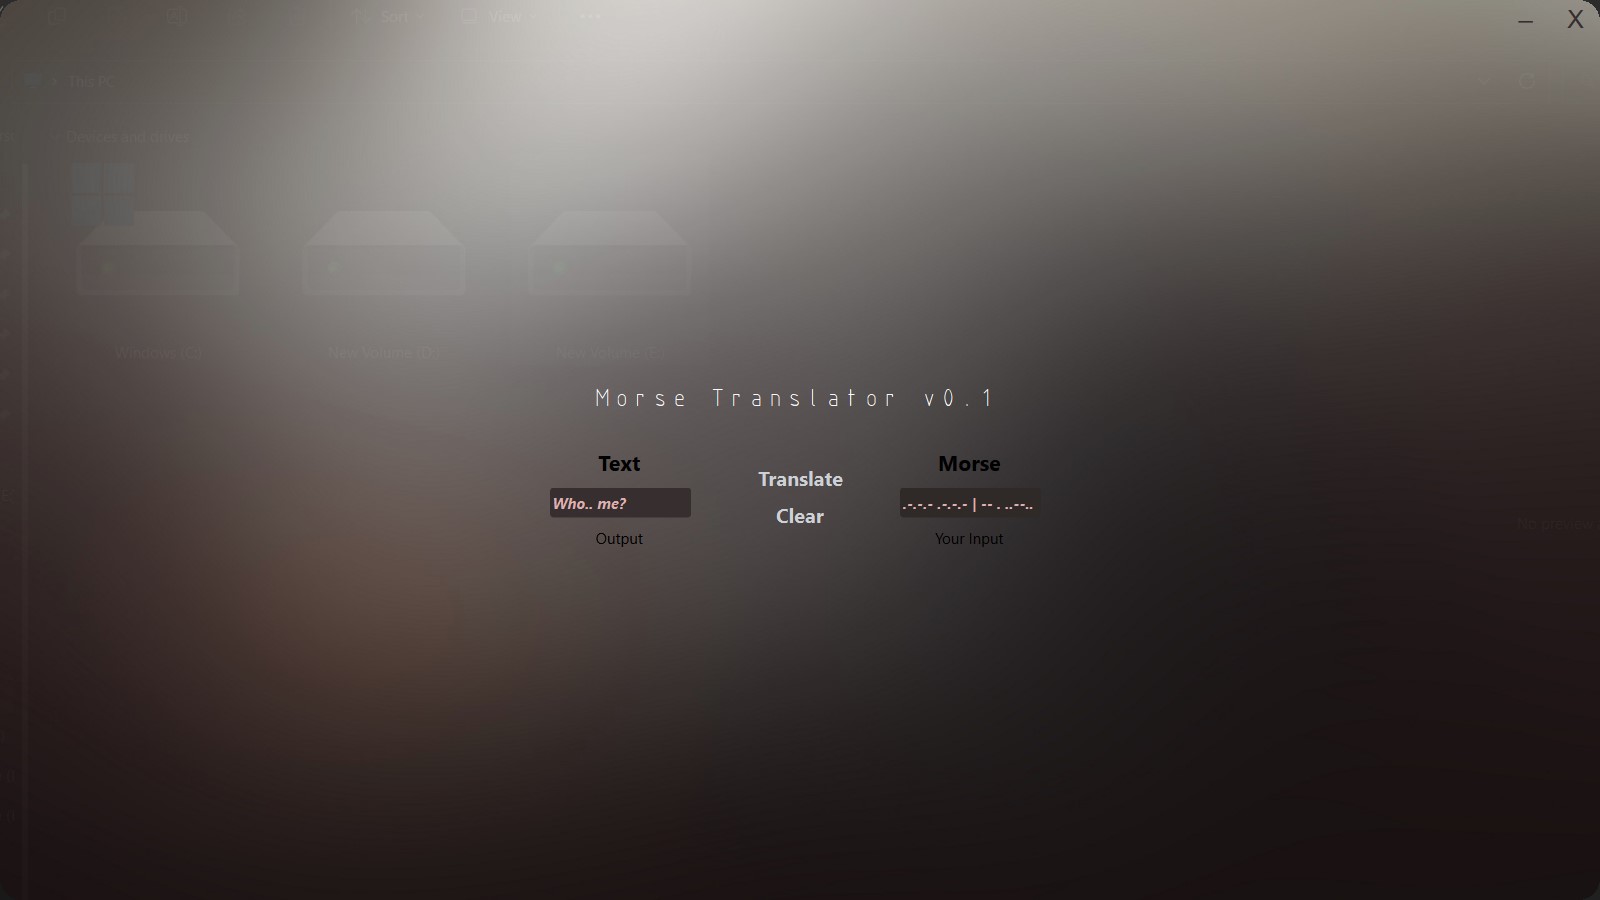 Sort
View
X
This PC
Devices and drives
Windows (C:)
New Volume (D:)
New Volume (E:)
Morse Translator v0.1
Text
Morse
Translate
Who.. me?
.-.-.- .-.-.- | -- . ..--..
Clear
Output
Your Input
No preview